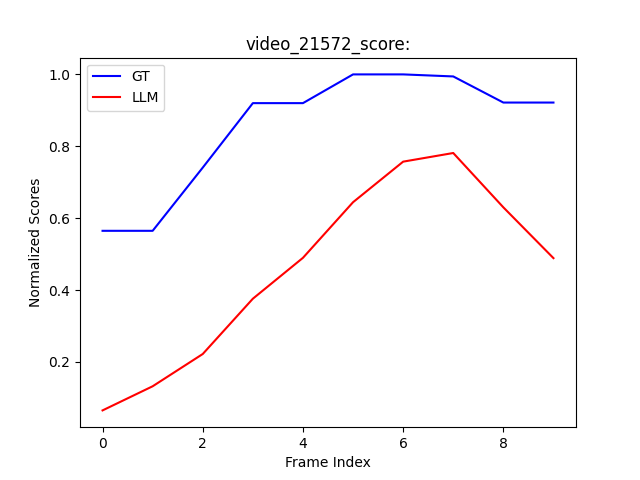 video_21572_score:
GT
LLM
Normalized Scores
1.0
0.8
0.6
0.4
0.2
0 2 4 6 8
Frame Index